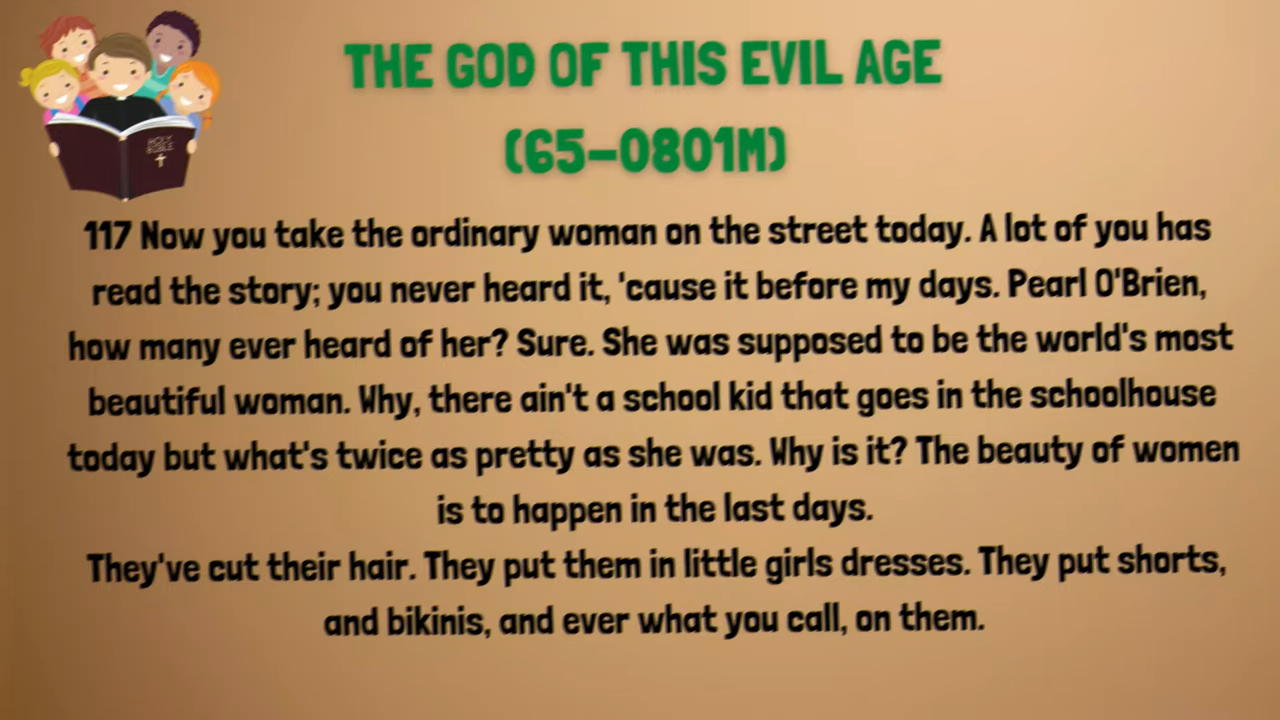 THE GOD OF THIS EVIL AGE
(65-0801M)
HOLY
BIBLE
117 Now you take the ordinary woman on the street today. A lot of you has
read the story; you never heard it, 'cause it before my days. Pearl O'Brien,
how many ever heard of her? Sure. She was supposed to be the world's most
beautiful woman. Why, there ain't a school kid that goes in the schoolhouse
today but what's twice as pretty as she was. Why is it? The beauty of women
is to happen in the last days.
They've cut their hair. They put them in little girls dresses. They put shorts,
and bikinis, and ever what you call, on them.